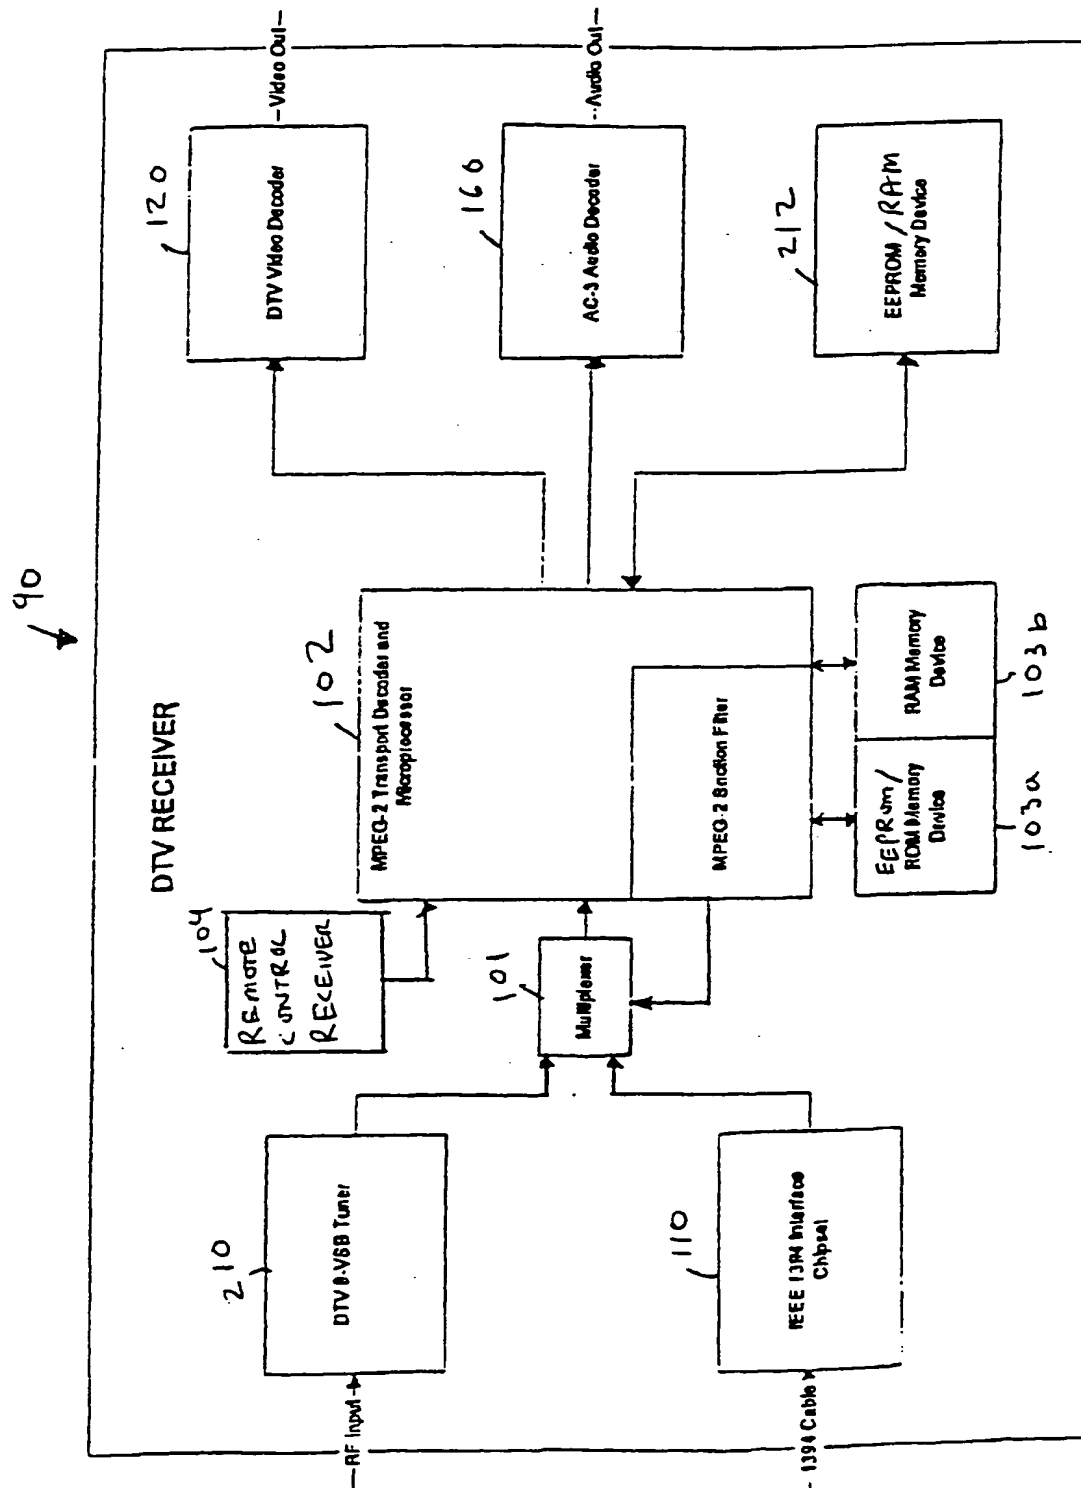 90
DTV RECEIVER
Video Out
Audio Out
120
DTV Video Decoder
160
AC-3 Audio Decoder
212
EEPROM / RAM
Memory Device
102
MPEG-2 Transport Decoder and
Microprocessor
MPEG-2 Section Filter
104
REMOTE
CONTROL
RECEIVER
101
Multiplexer
EEPROM/
ROM Memory
Device
103a
RAM Memory
Device
103b
210
DTV 8-VSB Tuner
RF Input
110
IEEE 1394 Interface
Chipset
1394 Cable